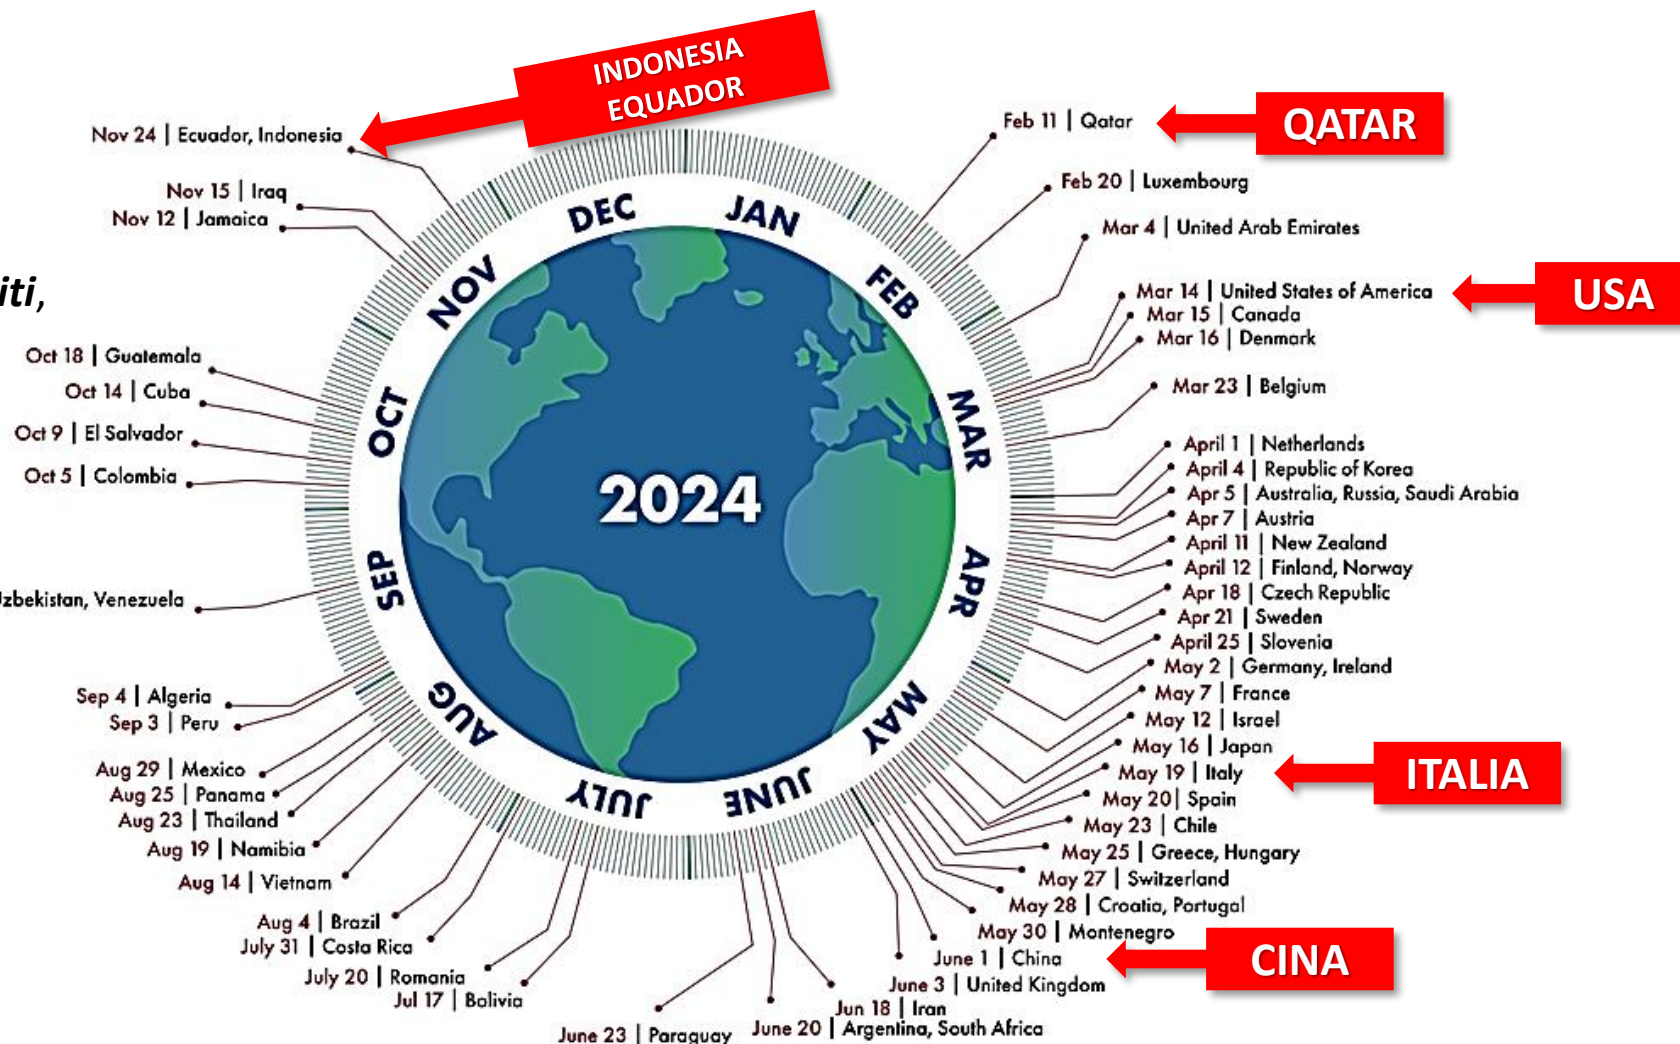 INDONESIA
EQUADOR
Nov 24 | Ecuador, Indonesia
Nov 15 | Iraq
Nov 12 | Jamaica
iti,
Oct 18 | Guatemala
Oct 14 | Cuba
Oct 9 | El Salvador
Oct 5 | Colombia
Uzbekistan, Venezuela
Sep 4 | Algeria
Sep 3 | Peru
Aug 29 | Mexico
Aug 25 | Panama
Aug 23 | Thailand
Aug 19 | Namibia
Aug 14 | Vietnam
Aug 4 | Brazil
July 31 | Costa Rica
July 20 | Romania
Jul 17 | Bolivia
DEC
JAN
NOV
FEB
OCT
MAR
2024
SEP
APR
AUG
MAY
JULY
JUNE
Feb 11 | Qatar
QATAR
Feb 20 | Luxembourg
Mar 4 | United Arab Emirates
Mar 14 | United States of America
USA
Mar 15 | Canada
Mar 16 | Denmark
Mar 23 | Belgium
April 1 | Netherlands
April 4 | Republic of Korea
Apr 5 | Australia, Russia, Saudi Arabia
Apr 7 | Austria
April 11 | New Zealand
April 12 | Finland, Norway
Apr 18 | Czech Republic
Apr 21 | Sweden
April 25 | Slovenia
May 2 | Germany, Ireland
May 7 | France
May 12 | Israel
May 16 | Japan
May 19 | Italy
ITALIA
May 20 | Spain
May 23 | Chile
May 25 | Greece, Hungary
May 27 | Switzerland
May 28 | Croatia, Portugal
May 30 | Montenegro
June 1 | China
CINA
June 3 | United Kingdom
Jun 18 | Iran
June 20 | Argentina, South Africa
June 23 | Paraguay